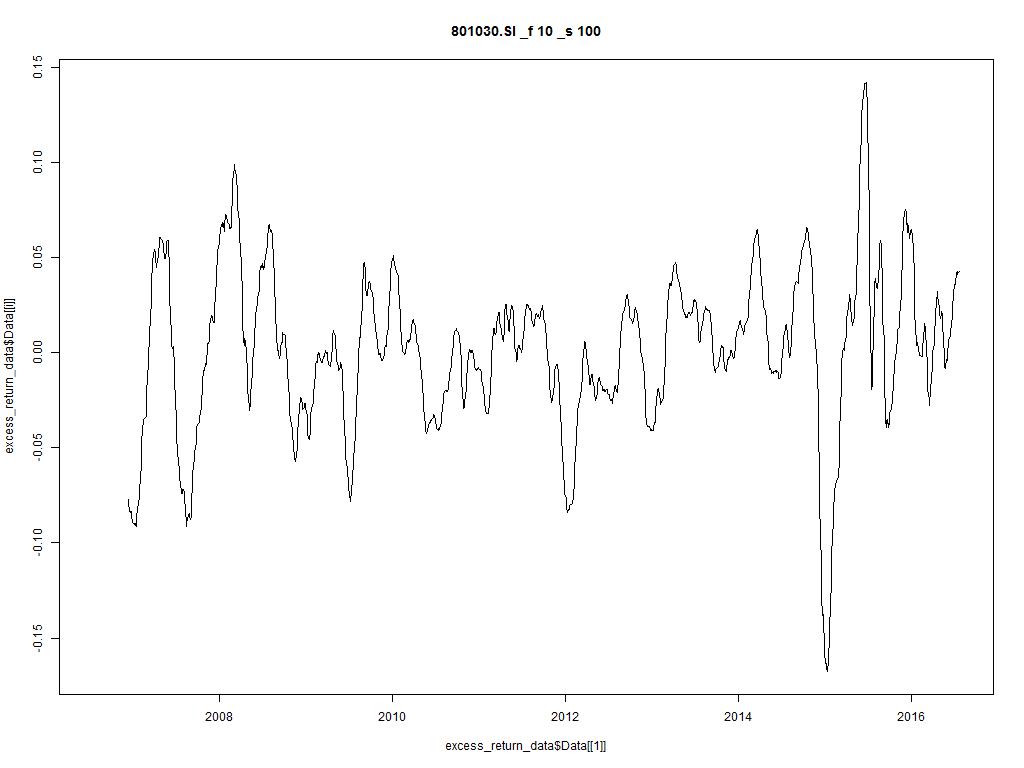 801030.SI _f 10 _s 100
excess_return_data$Data[[i]]
0.15
0.10
0.05
0.00
-0.05
-0.10
-0.15
2008 2010 2012 2014 2016
excess_return_data$Data[[1]]